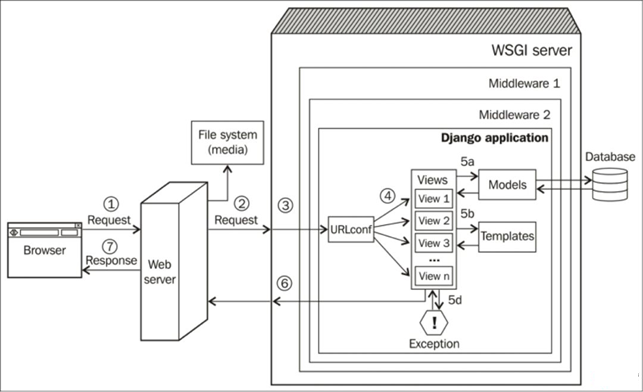 WSGI server
Middleware 1
Middleware 2
Django application
File system
(media)
Database
5a
Views
Models
View 1
①
②
③
④
Request
Request
5b
View 2
URLconf
Browser
View 3
Templates
⑦
Response
Web
server
...
View n
⑥
5d
!
Exception